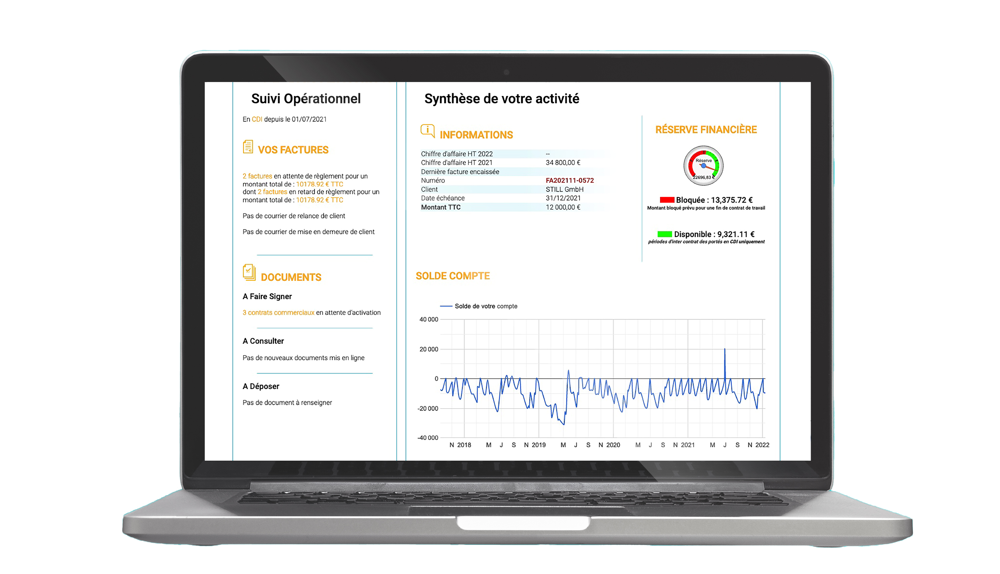 Suivi Opérationnel
En CDI depuis le 01/07/2021
VOS FACTURES
2 factures en attente de règlement pour un
montant total de : 10178.92 € TTC
dont 2 factures en retard de règlement pour un
montant total de : 10178.92 € TTC
Pas de courrier de relance de client
Pas de courrier de mise en demeure de client
DOCUMENTS
A Faire Signer
3 contrats commerciaux en attente d'activation
A Consulter
Pas de nouveaux documents mis en ligne
A Déposer
Pas de document à renseigner
Synthèse de votre activité
INFORMATIONS
Chiffre d'affaire HT 2022 --
Chiffre d'affaire HT 2021 34 800,00 €
Dernière facture encaissée
Numéro FA202111-0572
Client STILL GmbH
Date échéance 31/12/2021
Montant TTC 12 000,00 €
RÉSERVE FINANCIÈRE
Réserve
22696,83 €
Bloquée : 13,375.72 €
Montant bloqué prévu pour une fin de contrat de travail
Disponible : 9,321.11 €
périodes d'inter contrat des portés en CDI uniquement
SOLDE COMPTE
Solde de votre compte
40 000
20 000
0
-20 000
-40 000
N 2018 M J S N 2019 M J S N 2020 M J S N 2021 M J S N 2022